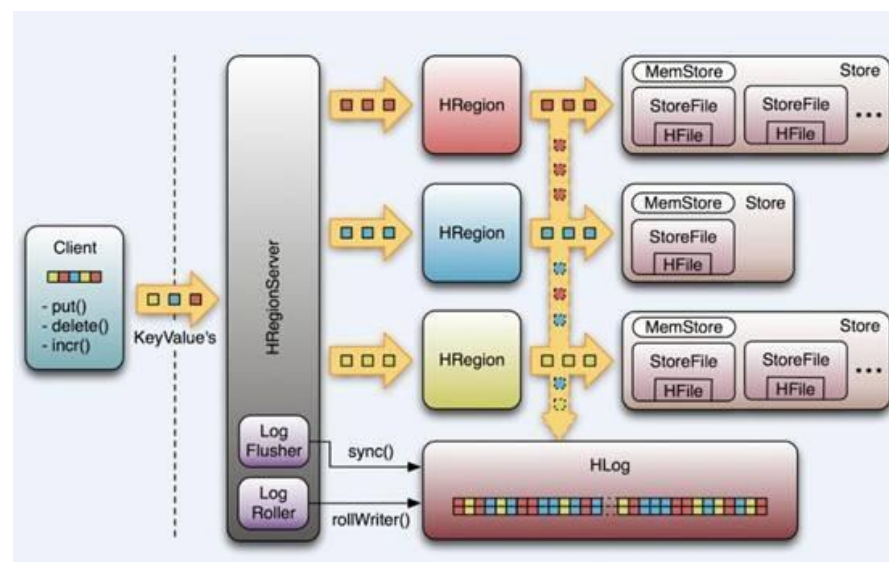 Client
- put()
- delete()
- incr()
KeyValue's
HRegionServer
Log
Flusher
Log
Roller
sync()
rollWriter()
HRegion
MemStore
Store
StoreFile
HFile
StoreFile
HFile
...
HRegion
MemStore
Store
StoreFile
HFile
HRegion
MemStore
Store
StoreFile
HFile
StoreFile
HFile
...
HLog